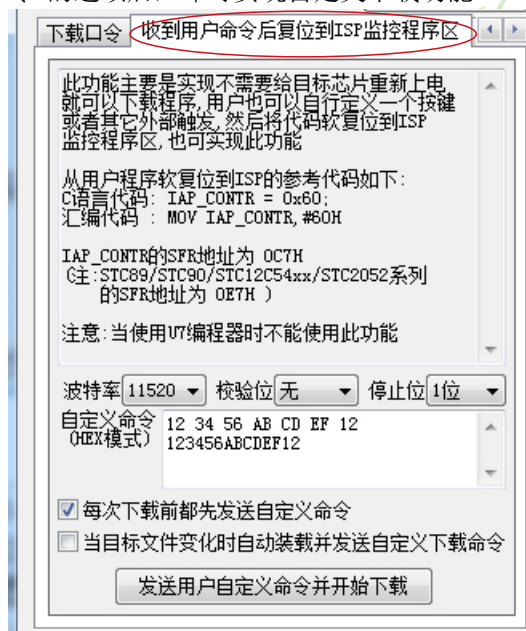 下载口令 收到用户命令后复位到ISP监控程序区
此功能主要是实现不需要给目标芯片重新上电
就可以下载程序,用户也可以自行定义一个按键
或者其它外部触发,然后将代码软复位到ISP
监控程序区,也可实现此功能
从用户程序软复位到ISP的参考代码如下:
C语言代码: IAP_CONTR = 0x60;
汇编代码 : MOV IAP_CONTR,#60H
IAP_CONTR的SFR地址为 0C7H
(注:STC89/STC90/STC12C54xx/STC2052系列
的SFR地址为 0E7H )
注意:当使用U7编程器时不能使用此功能
波特率 11520 校验位 无 停止位 1位
自定义命令 12 34 56 AB CD EF 12
(HEX模式) 123456ABCDEF12
每次下载前都先发送自定义命令
当目标文件变化时自动装载并发送自定义下载命令
发送用户自定义命令并开始下载